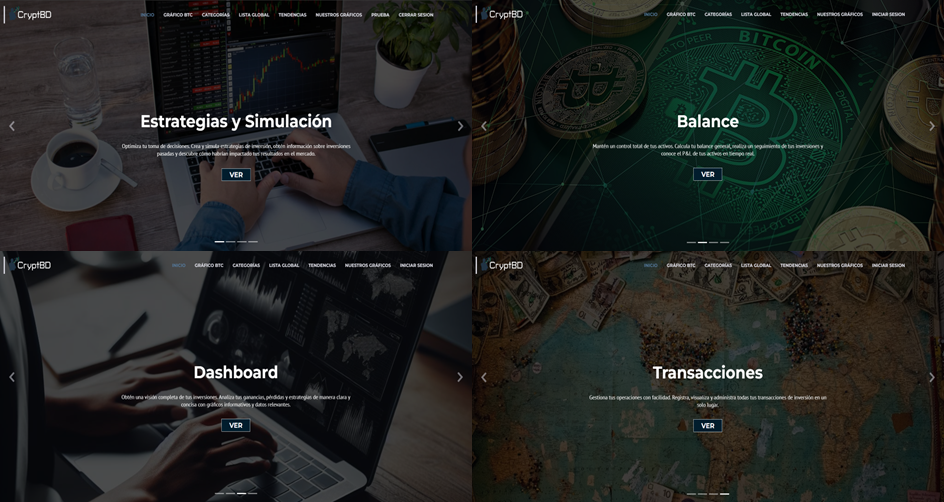 CryptBD
INICIO GRÁFICO BTC CATEGORÍAS LISTA GLOBAL TENDENCIAS NUESTROS GRÁFICOS PRUEBA CERRAR SESION
Estrategias y Simulación
Optimiza tu toma de decisiones. Crea y simula estrategias de inversión, obtén información sobre inversiones
pasadas y descubre cómo habrían impactado tus resultados en el mercado.
VER
CryptBD
INICIO GRÁFICO BTC CATEGORÍAS LISTA GLOBAL TENDENCIAS NUESTROS GRÁFICOS INICIAR SESION
BITCOIN
Balance
Mantén un control total de tus activos. Calcula tu balance general, realiza un seguimiento de tus inversiones y
conoce el P&L de tus activos en tiempo real.
VER
CryptBD
INICIO GRÁFICO BTC CATEGORÍAS LISTA GLOBAL TENDENCIAS NUESTROS GRÁFICOS INICIAR SESION
Dashboard
Obtén una visión completa de tus inversiones. Analiza tus ganancias, pérdidas y estrategias de manera clara y
concisa con gráficos informativos y datos relevantes.
VER
CryptBD
INICIO GRÁFICO BTC CATEGORÍAS LISTA GLOBAL TENDENCIAS NUESTROS GRÁFICOS INICIAR SESION
Transacciones
Gestiona tus operaciones con facilidad. Registra, visualiza y administra todas tus transacciones de inversión en un
solo lugar.
VER